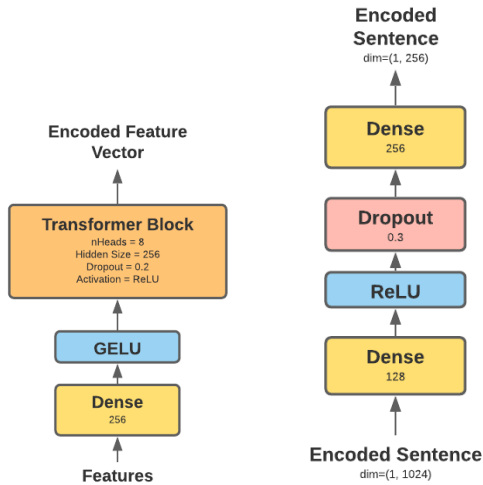 Encoded Feature
Vector
Transformer Block
nHeads = 8
Hidden Size = 256
Dropout = 0.2
Activation = ReLU
GELU
Dense
256
Features
Encoded
Sentence
dim=(1, 256)
Dense
256
Dropout
0.3
ReLU
Dense
128
Encoded Sentence
dim=(1, 1024)